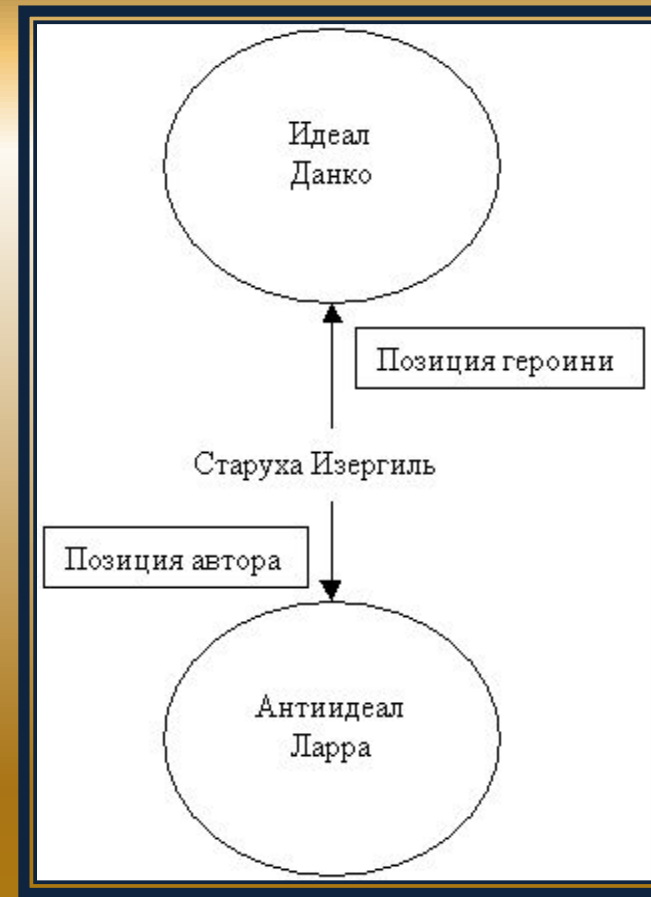 Идеал
Данко
Позиция героини
Старуха Изергиль
Позиция автора
Антиидеал
Ларра